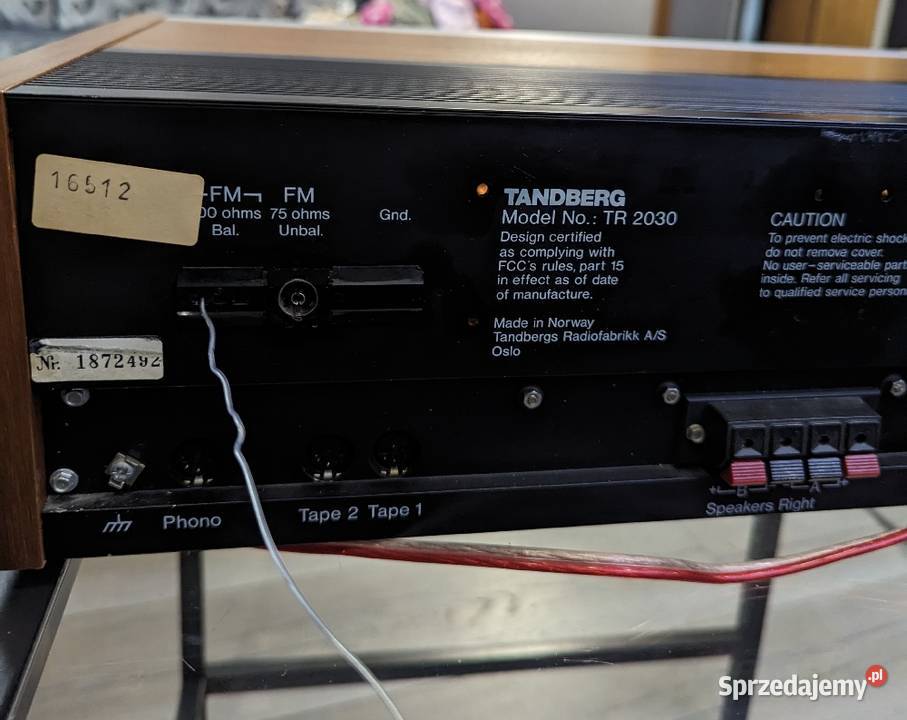 16512
FM FM
00 ohms 75 ohms Gnd.
Bal. Unbal.
TANDBERG
Model No.: TR 2030
Design certified
as complying with
FCC's rules, part 15
in effect as of date
of manufacture.
Made in Norway
Tandbergs Radiofabrikk A/S
Oslo
CAUTION
To prevent electric shock
do not remove cover.
No user-serviceable part
inside. Refer all servicing
to qualified service person
Nr. 1872492
Phono Tape 2 Tape 1
+ B - - A +
Speakers Right
Sprzedajemy.pl